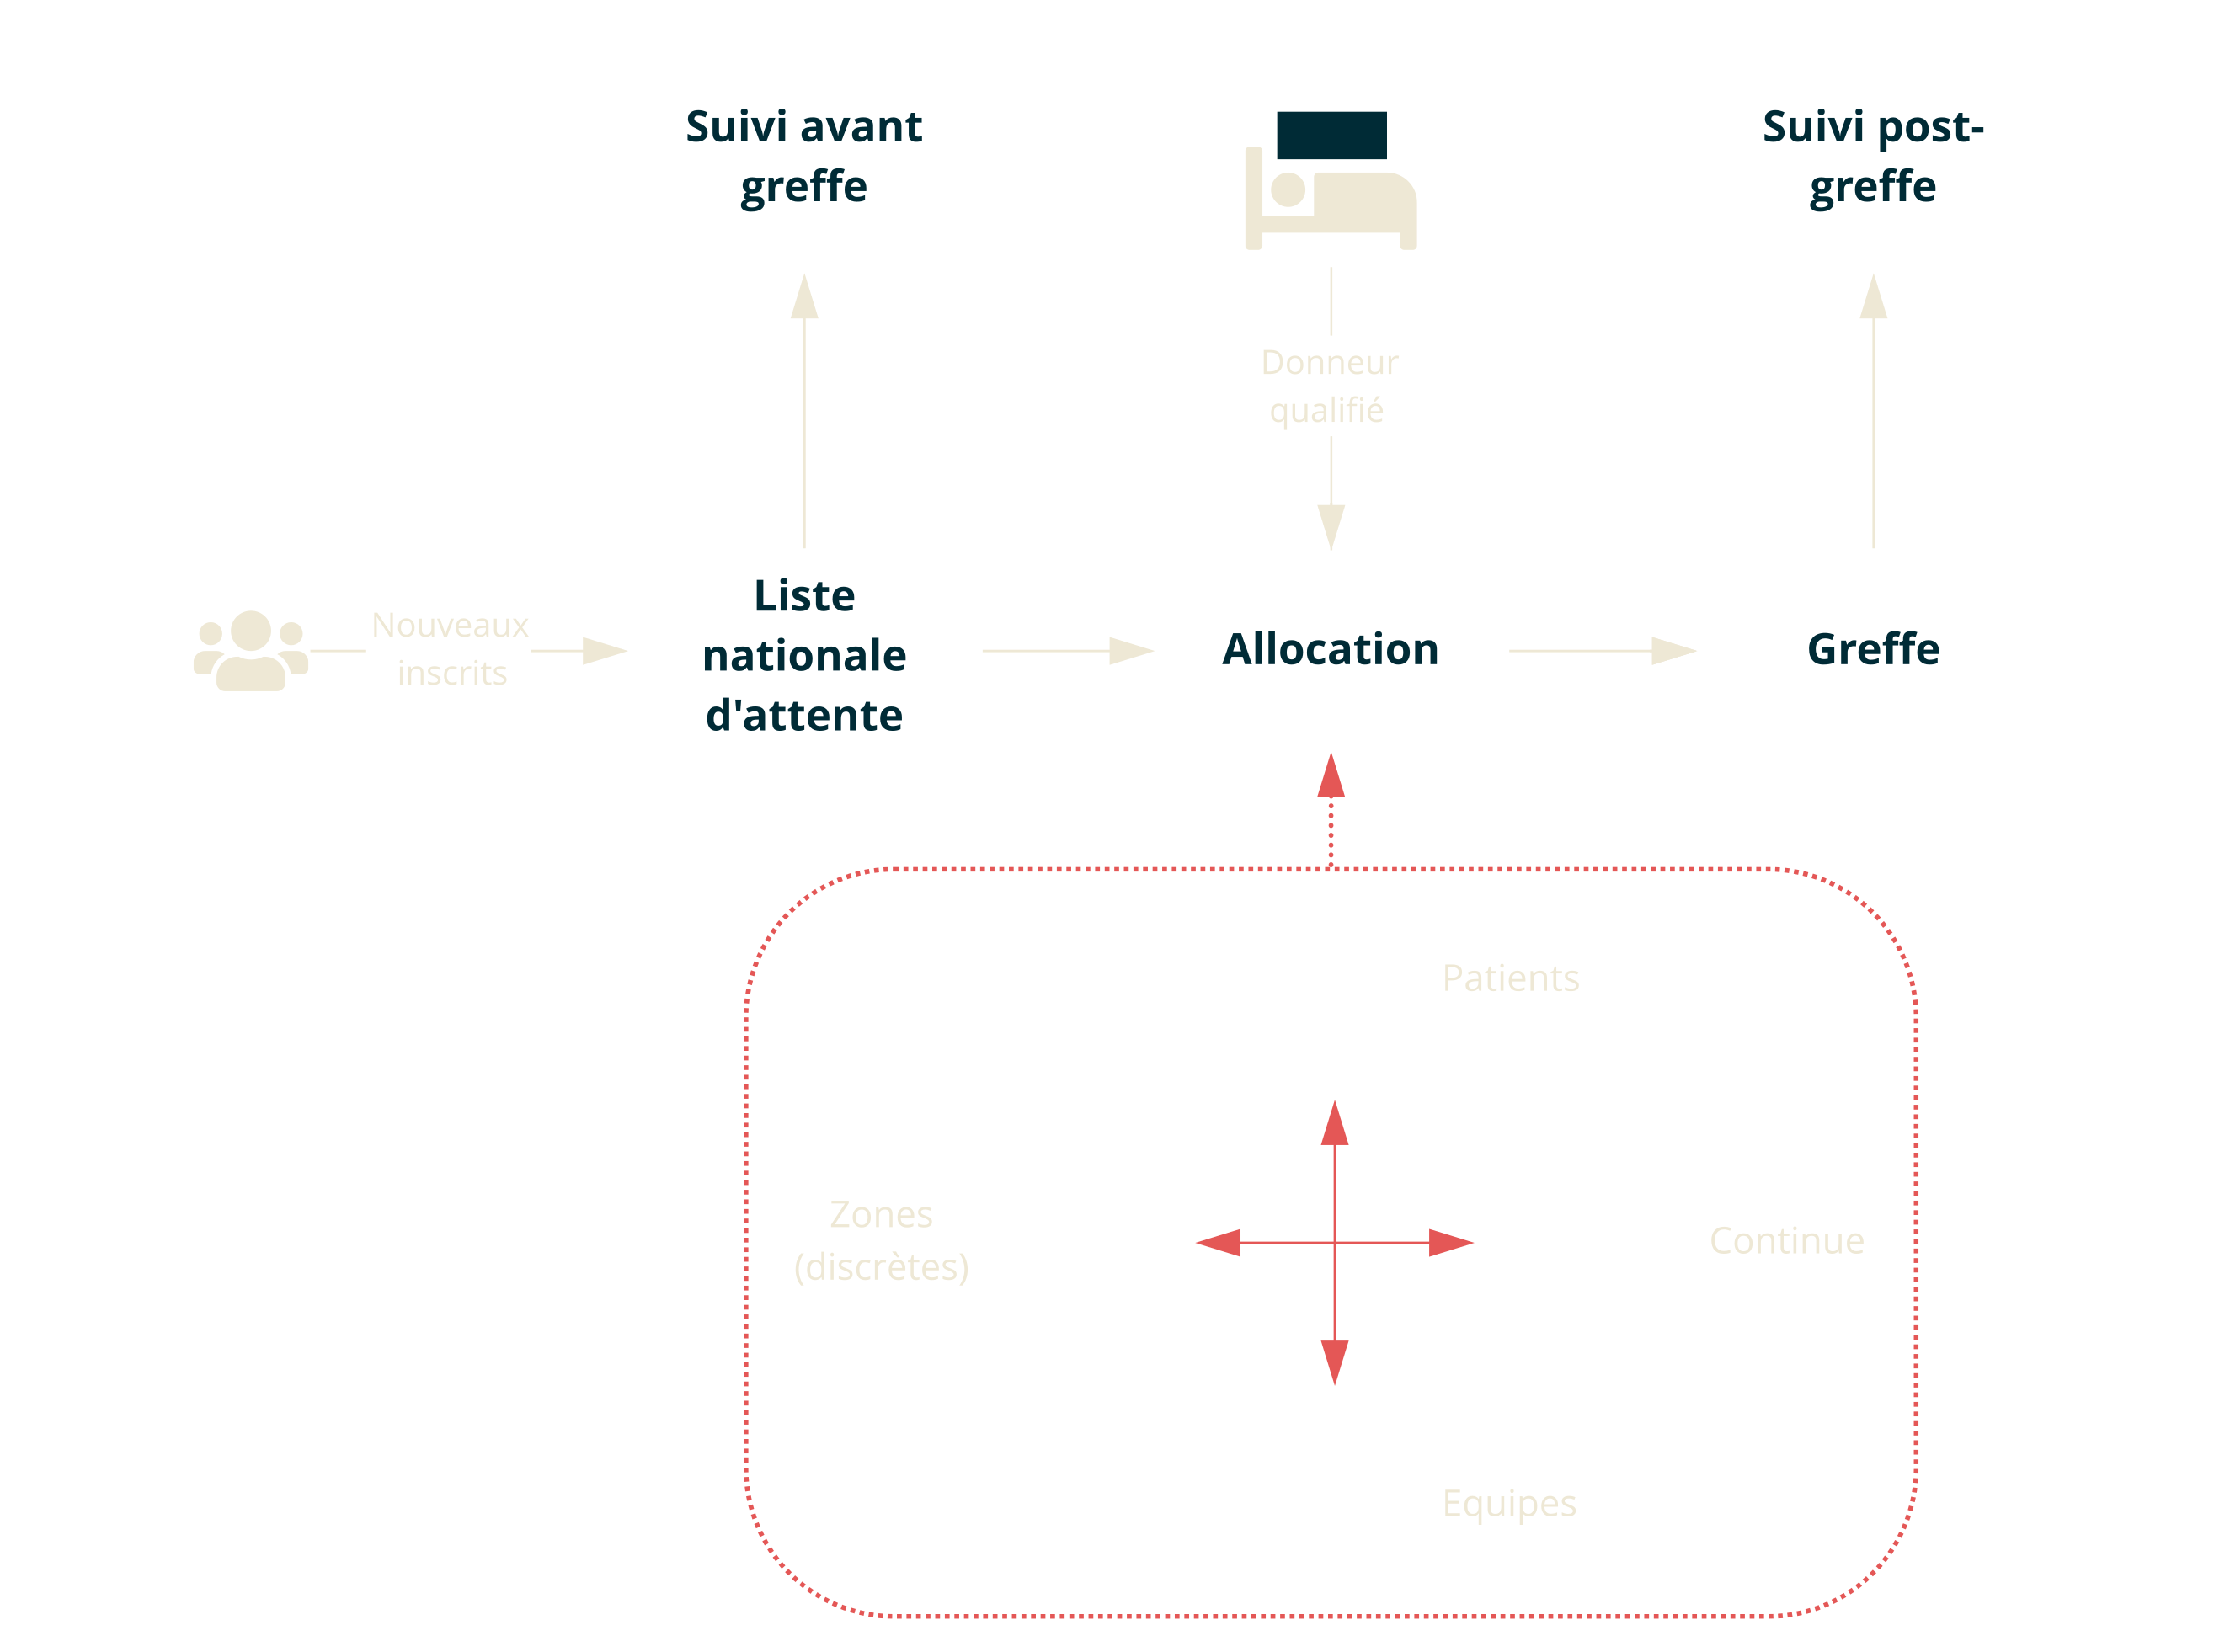 Suivi avant
greffe
Suivi post-
greffe
Donneur
qualifié
Nouveaux
inscrits
Liste
nationale
d'attente
Allocation
Greffe
Patients
Zones
(discrètes)
Continue
Equipes